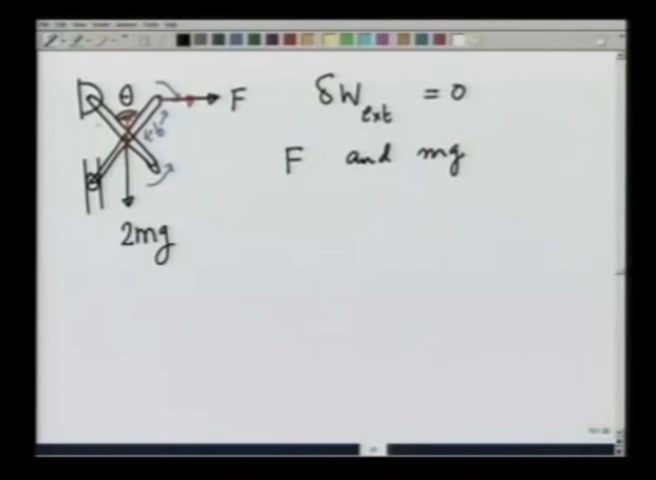 θ
F
δW_ext = 0
F and mg
2mg